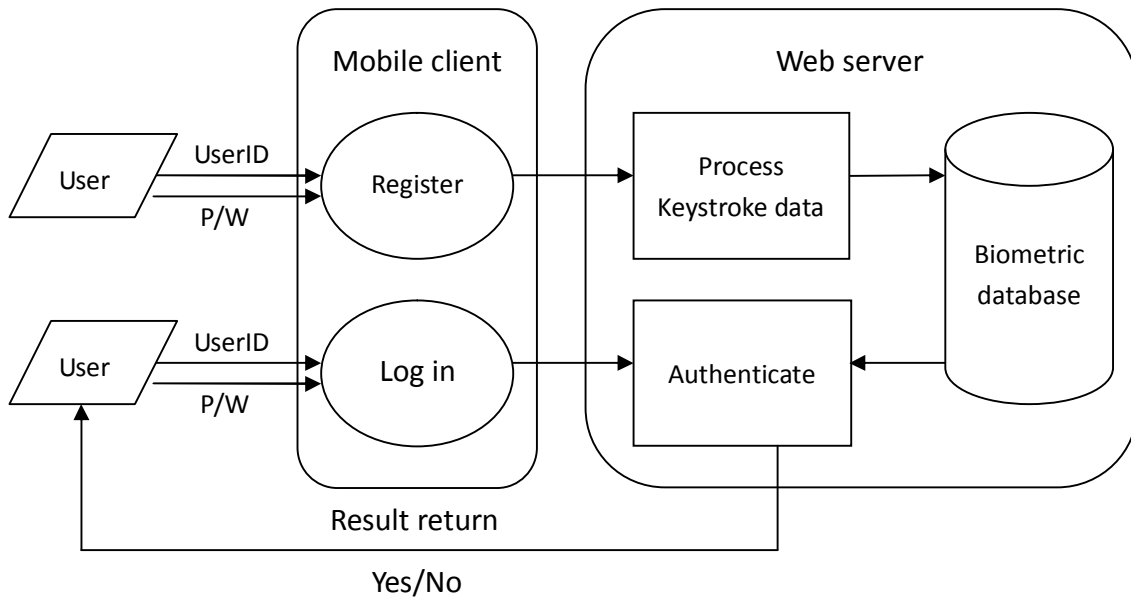 Mobile client
Web server
User
UserID
P/W
Register
Process
Keystroke data
Biometric
database
User
UserID
P/W
Log in
Authenticate
Result return
Yes/No